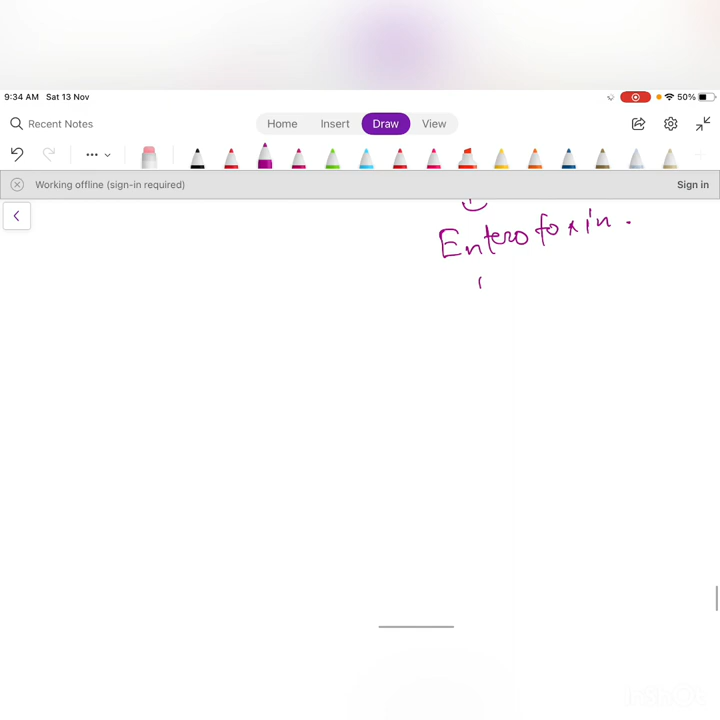 9:34 AM Sat 13 Nov 50%
Recent Notes Home Insert Draw View
Working offline (sign-in required) Sign in
Enterotoxin.
InShOt